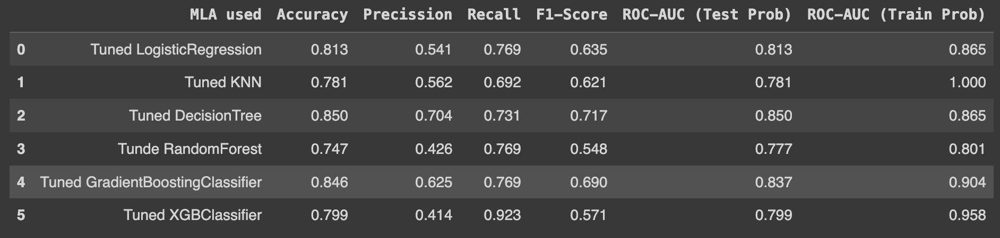 MLA used Accuracy Precission Recall F1-Score ROC-AUC (Test Prob) ROC-AUC (Train Prob)
0 Tuned LogisticRegression 0.813 0.541 0.769 0.635 0.813 0.865
1 Tuned KNN 0.781 0.562 0.692 0.621 0.781 1.000
2 Tuned DecisionTree 0.850 0.704 0.731 0.717 0.850 0.865
3 Tunde RandomForest 0.747 0.426 0.769 0.548 0.777 0.801
4 Tuned GradientBoostingClassifier 0.846 0.625 0.769 0.690 0.837 0.904
5 Tuned XGBClassifier 0.799 0.414 0.923 0.571 0.799 0.958